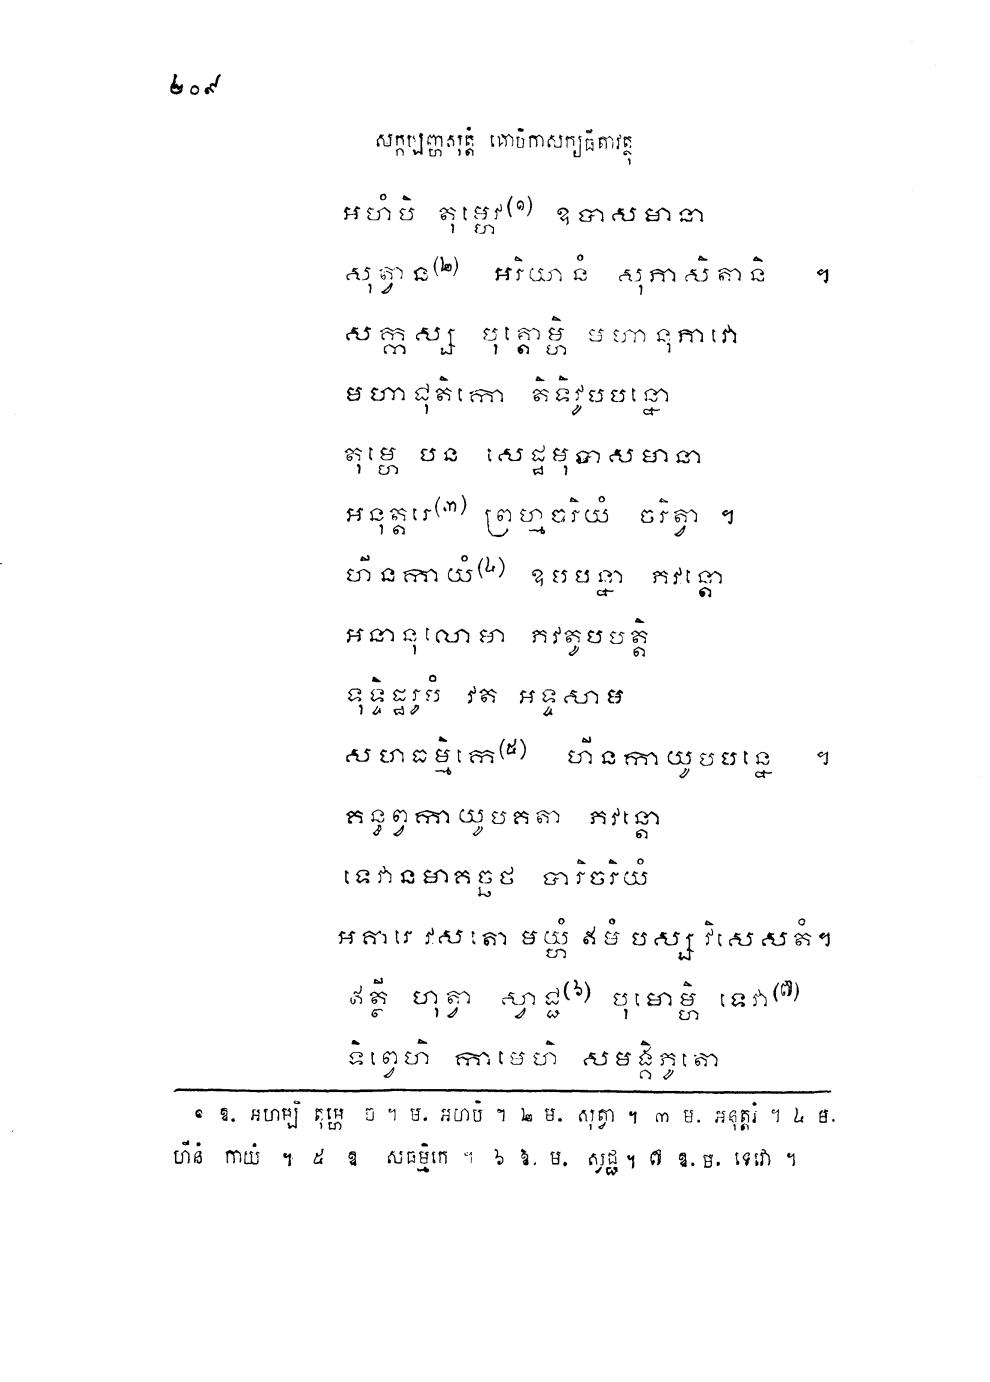 ២០៩
សក្កប្បញ្ហសុត្តំ គោបិកាសក្យធីតាវត្ថុ
អហំបិ តុម្ហេវ(១) ឧបាសមានា
សុត្វាន(២) អរិយានំ សុភាសិតានិ ។
សក្កស្ស បុត្តោម្ហិ មហានុភាវោ
មហាជុតិកោ តិទិវូបបន្នោ
តុម្ហេ បន សេដ្ឋមុបាសមានា
អនុត្តរេ(៣) ព្រហ្មចរិយំ ចរិត្វា ។
ហីនកាយំ(៤) ឧបបន្នា ភវន្តោ
អនានុលោមា ភវតូបបត្តិ
ទុទ្ទិដ្ឋរូបំ វត អទ្ទសាម
សហធម្មិកេ(៥) ហីនកាយូបបន្នេ ។
គន្ធព្វកាយូបគតា ភវន្តោ
ទេវានមាគច្ឆថ បារិចរិយំ
អគារេ វសតោ មយ្ហំ ឥមំ បស្ស វិសេសតំ។
ឥត្ថី ហុត្វា ស្វាជ្ជ(៦) បុមោម្ហិ ទេវា(៧)
ទិព្វេហិ កាមេហិ សមង្គិភូតោ
១ ឱ. អហម្បិ តុម្ហេ ច ។ ម. អហបិ ។ ២ ម. សុត្វា ។ ៣ ម. អនុត្តរំ ។ ៤ ម.
ហីនំ កាយំ ។ ៥ ឱ សធម្មិកេ ។ ៦ ឱ. ម. ស្វជ្ជ ។ ៧ ឱ. ម. ទេវោ ។